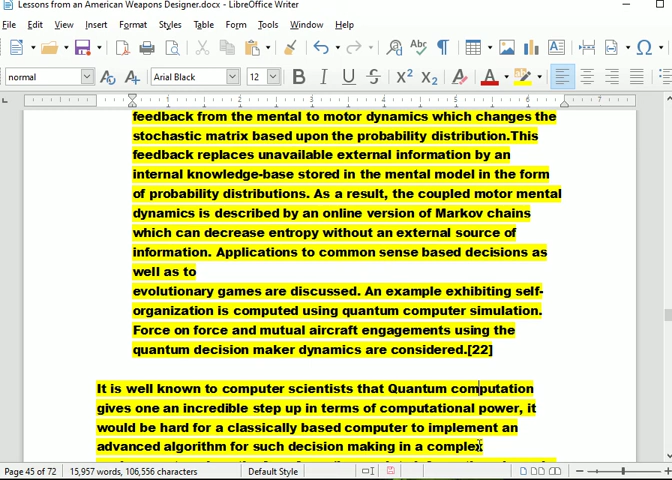 Lessons from an American Weapons Designer.docx - LibreOffice Writer
File Edit View Insert Format Styles Table Form Tools Window Help
normal Arial Black 12
feedback from the mental to motor dynamics which changes the
stochastic matrix based upon the probability distribution.This
feedback replaces unavailable external information by an
internal knowledge-base stored in the mental model in the form
of probability distributions. As a result, the coupled motor mental
dynamics is described by an online version of Markov chains
which can decrease entropy without an external source of
information. Applications to common sense based decisions as
well as to
evolutionary games are discussed. An example exhibiting self-
organization is computed using quantum computer simulation.
Force on force and mutual aircraft engagements using the
quantum decision maker dynamics are considered.[22]
It is well known to computer scientists that Quantum computation
gives one an incredible step up in terms of computational power, it
would be hard for a classically based computer to implement an
advanced algorithm for such decision making in a complex
Page 45 of 72 15,957 words, 106,556 characters Default Style